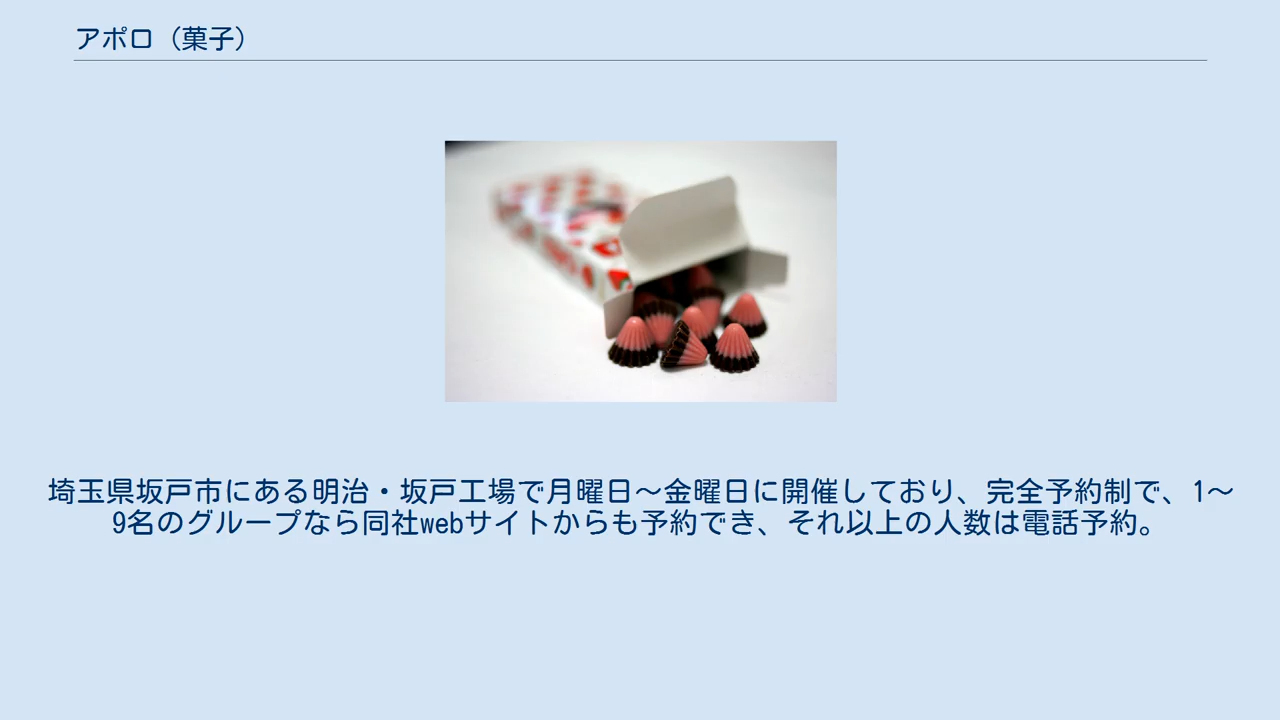 アポロ（菓子）
埼玉県坂戸市にある明治・坂戸工場で月曜日～金曜日に開催しており、完全予約制で、1～
9名のグループなら同社webサイトからも予約でき、それ以上の人数は電話予約。